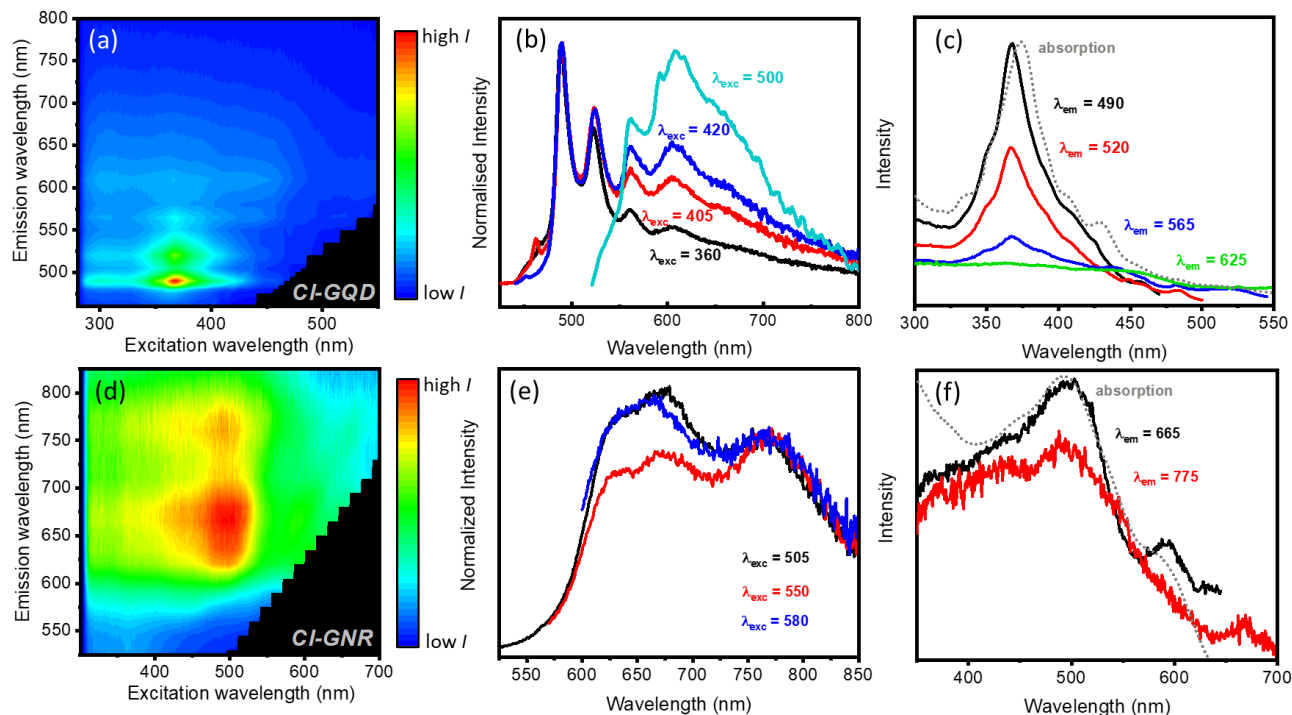 (a)
Emission wavelength (nm)
800
750
700
650
600
550
500
300
400
500
Excitation wavelength (nm)
Cl-GQD
high I
low I
(b)
Normalised Intensity
λexc = 500
λexc = 420
λexc = 405
λexc = 360
500
600
700
800
Wavelength (nm)
(c)
Intensity
absorption
λem = 490
λem = 520
λem = 565
λem = 625
300
350
400
450
500
550
Wavelength (nm)
(d)
Emission wavelength (nm)
800
750
700
650
600
550
400
500
600
700
Excitation wavelength (nm)
Cl-GNR
high I
low I
(e)
Normalized Intensity
λexc = 505
λexc = 550
λexc = 580
550
600
650
700
750
800
850
Wavelength (nm)
(f)
Intensity
absorption
λem = 665
λem = 775
400
500
600
700
Wavelength (nm)